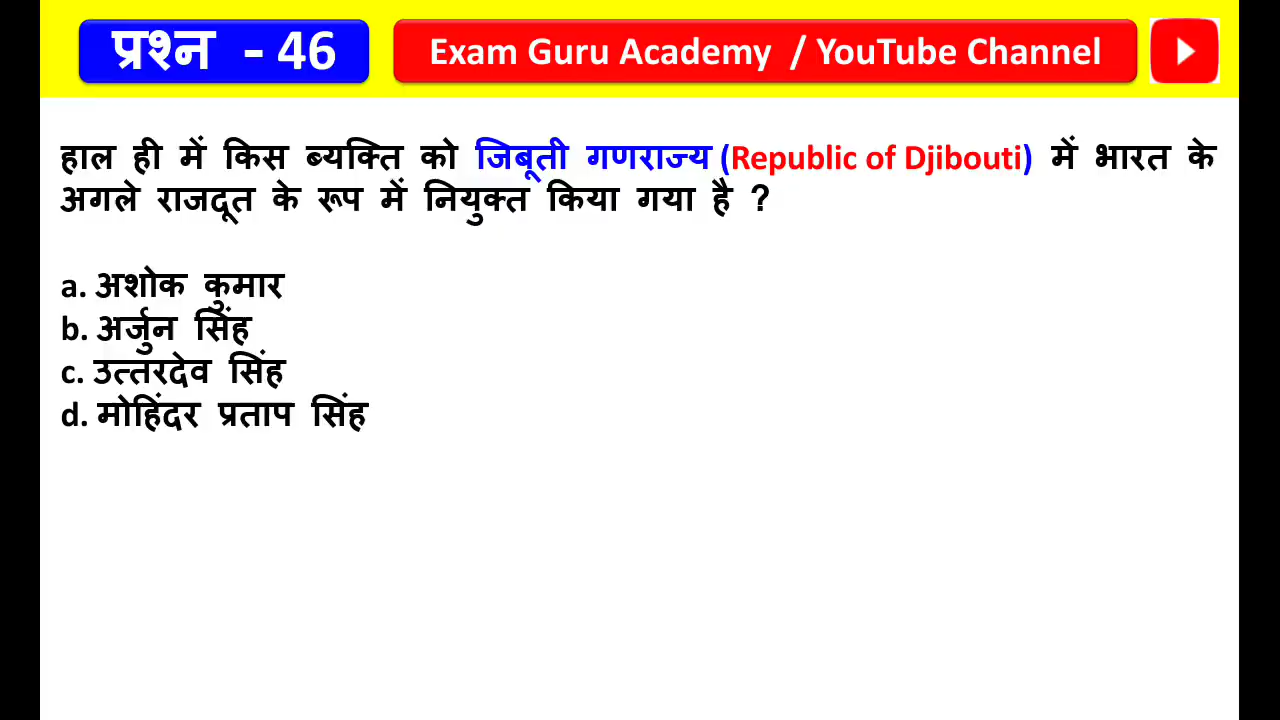 प्रश्न - 46
Exam Guru Academy / YouTube Channel
हाल ही में किस ब्यक्ति को जिबूती गणराज्य (Republic of Djibouti) में भारत के
अगले राजदूत के रूप में नियुक्त किया गया है ?
a. अशोक कुमार
b. अर्जुन सिंह
c. उत्तरदेव सिंह
d. मोहिंदर प्रताप सिंह